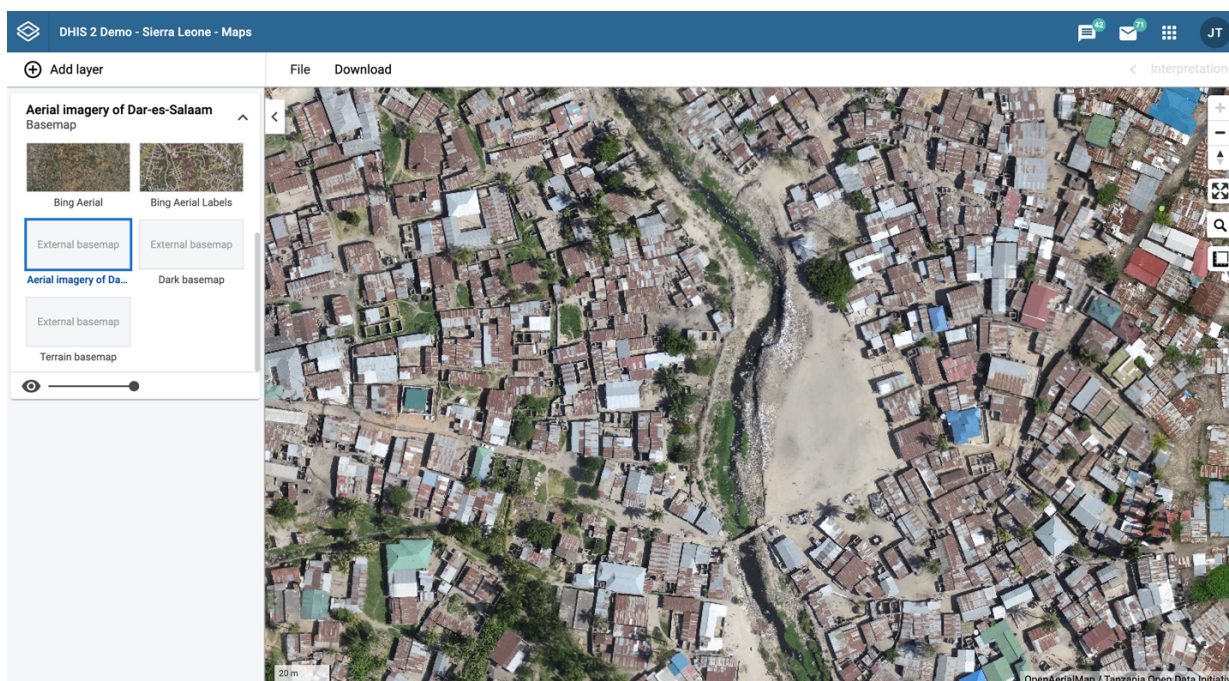 DHIS 2 Demo - Sierra Leone - Maps
42
71
JT
Add layer
File
Download
Interpretation
Aerial imagery of Dar-es-Salaam
Basemap
Bing Aerial
Bing Aerial Labels
External basemap
External basemap
Aerial imagery of Da...
Dark basemap
External basemap
Terrain basemap
20 m
OpenAerialMap / Tanzania Open Data Initiati